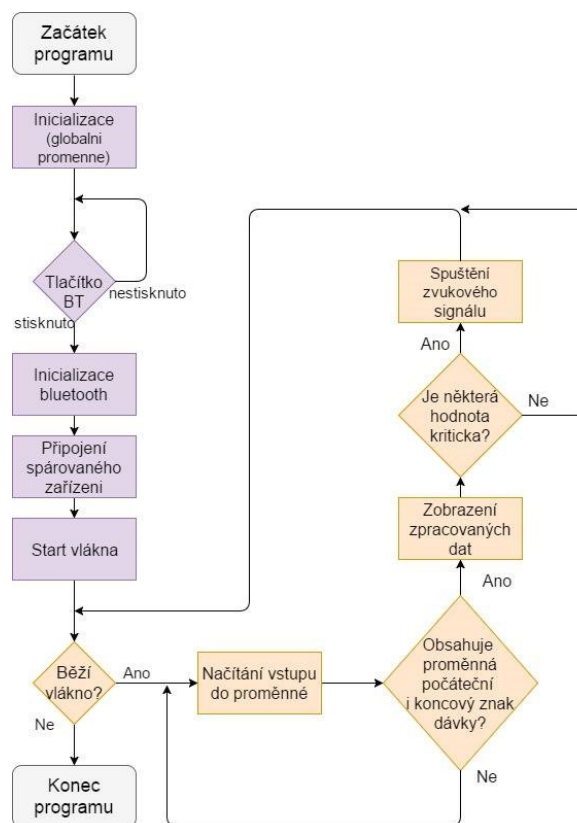 Začátek
programu
Inicializace
(globalni
promenne)
Tlačítko
BT
nestisknuto
stisknuto
Inicializace
bluetooth
Připojení
spárovaného
zařízeni
Start vlákna
Běží
vlákno?
Ano
Ne
Konec
programu
Načítání vstupu
do proměnné
Obsahuje
proměnná
počáteční
i koncový znak
dávky?
Ne
Ano
Zobrazení
zpracovaných
dat
Je některá
hodnota
kriticka?
Ne
Ano
Spuštění
zvukového
signálu